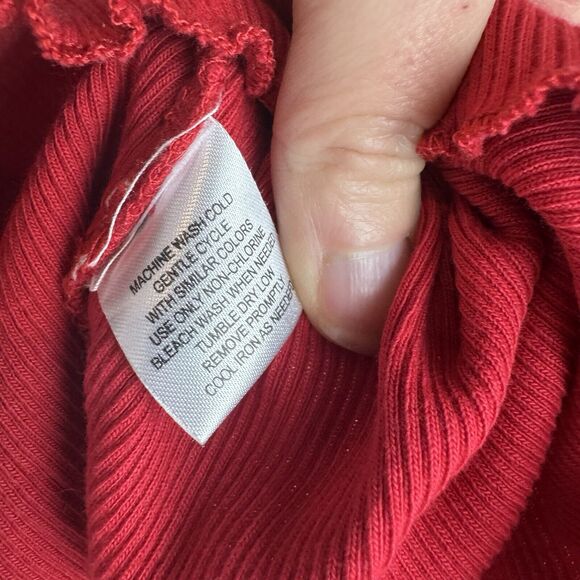 MACHINE WASH COLD
GENTLE CYCLE
WITH SIMILAR COLORS
USE ONLY NON-CHLORINE
BLEACH WASH WHEN NEEDED
TUMBLE DRY LOW
REMOVE PROMPTLY
COOL IRON AS NEEDED